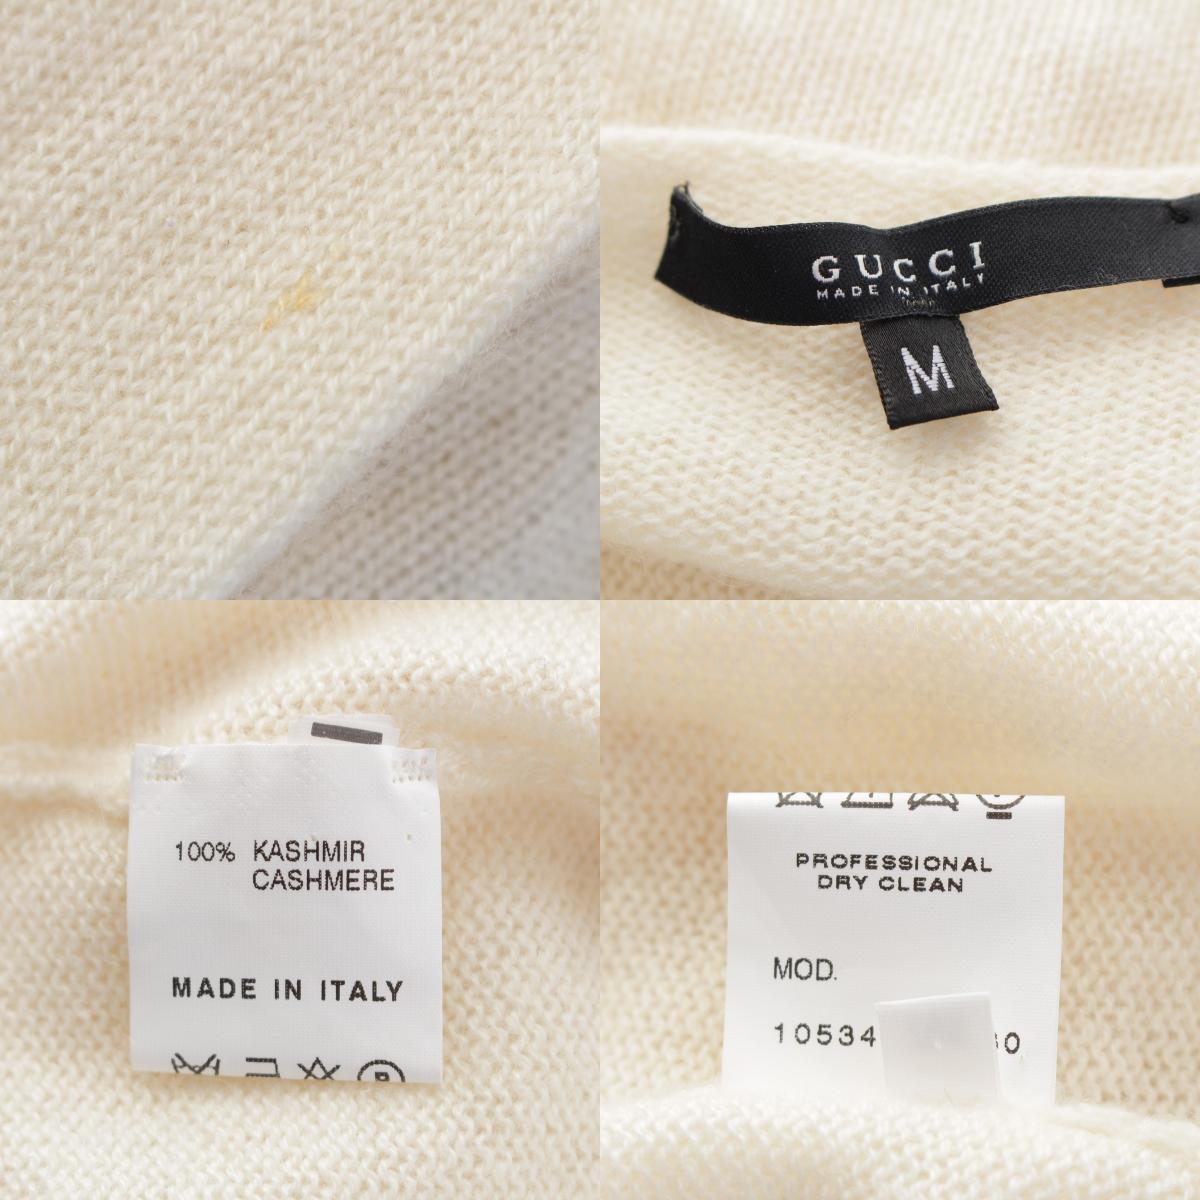 GUCCI
MADE IN ITALY
M
100% KASHMIR
CASHMERE
MADE IN ITALY
PROFESSIONAL
DRY CLEAN
MOD.
10534